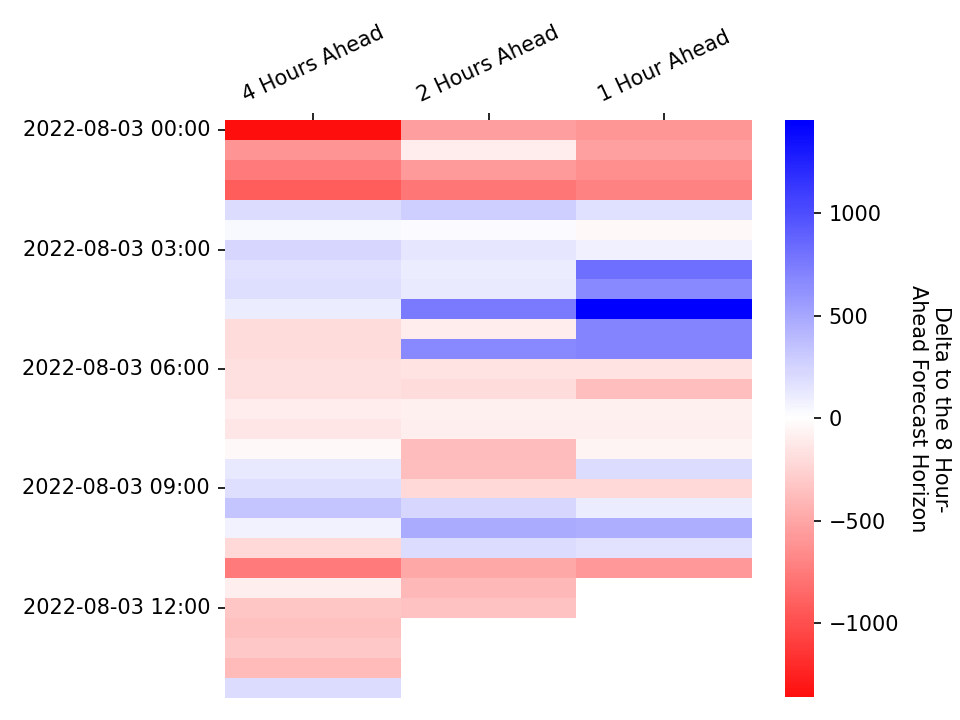 4 Hours Ahead
2 Hours Ahead
1 Hour Ahead
2022-08-03 00:00
2022-08-03 03:00
2022-08-03 06:00
2022-08-03 09:00
2022-08-03 12:00
1000
500
0
−500
−1000
Delta to the 8 Hour-
Ahead Forecast Horizon